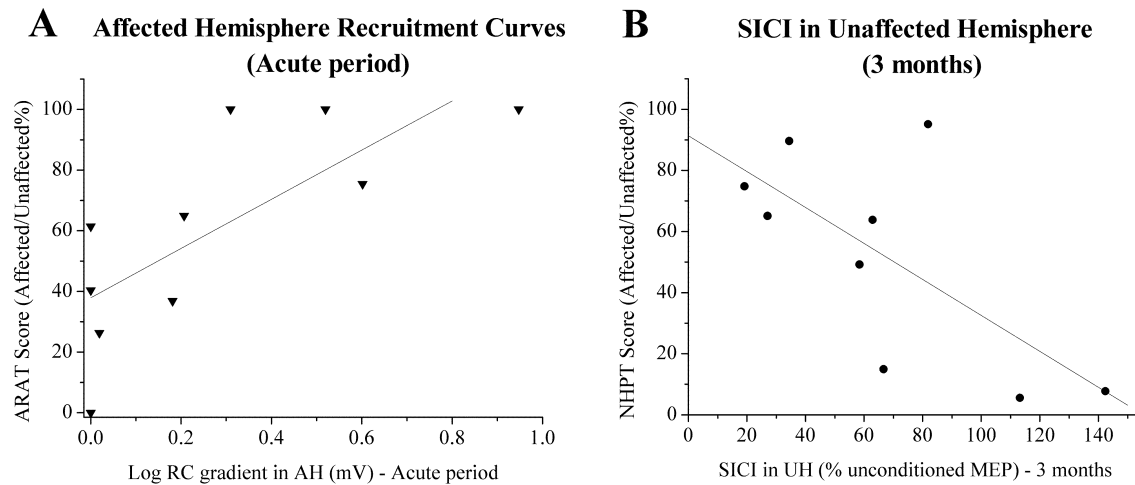 A
Affected Hemisphere Recruitment Curves
(Acute period)
ARAT Score (Affected/Unaffected%)
100
80
60
40
20
0
0.0 0.2 0.4 0.6 0.8 1.0
Log RC gradient in AH (mV) - Acute period
B
SICI in Unaffected Hemisphere
(3 months)
NHPT Score (Affected/Unaffected%)
100
80
60
40
20
0
0 20 40 60 80 100 120 140
SICI in UH (% unconditioned MEP) - 3 months